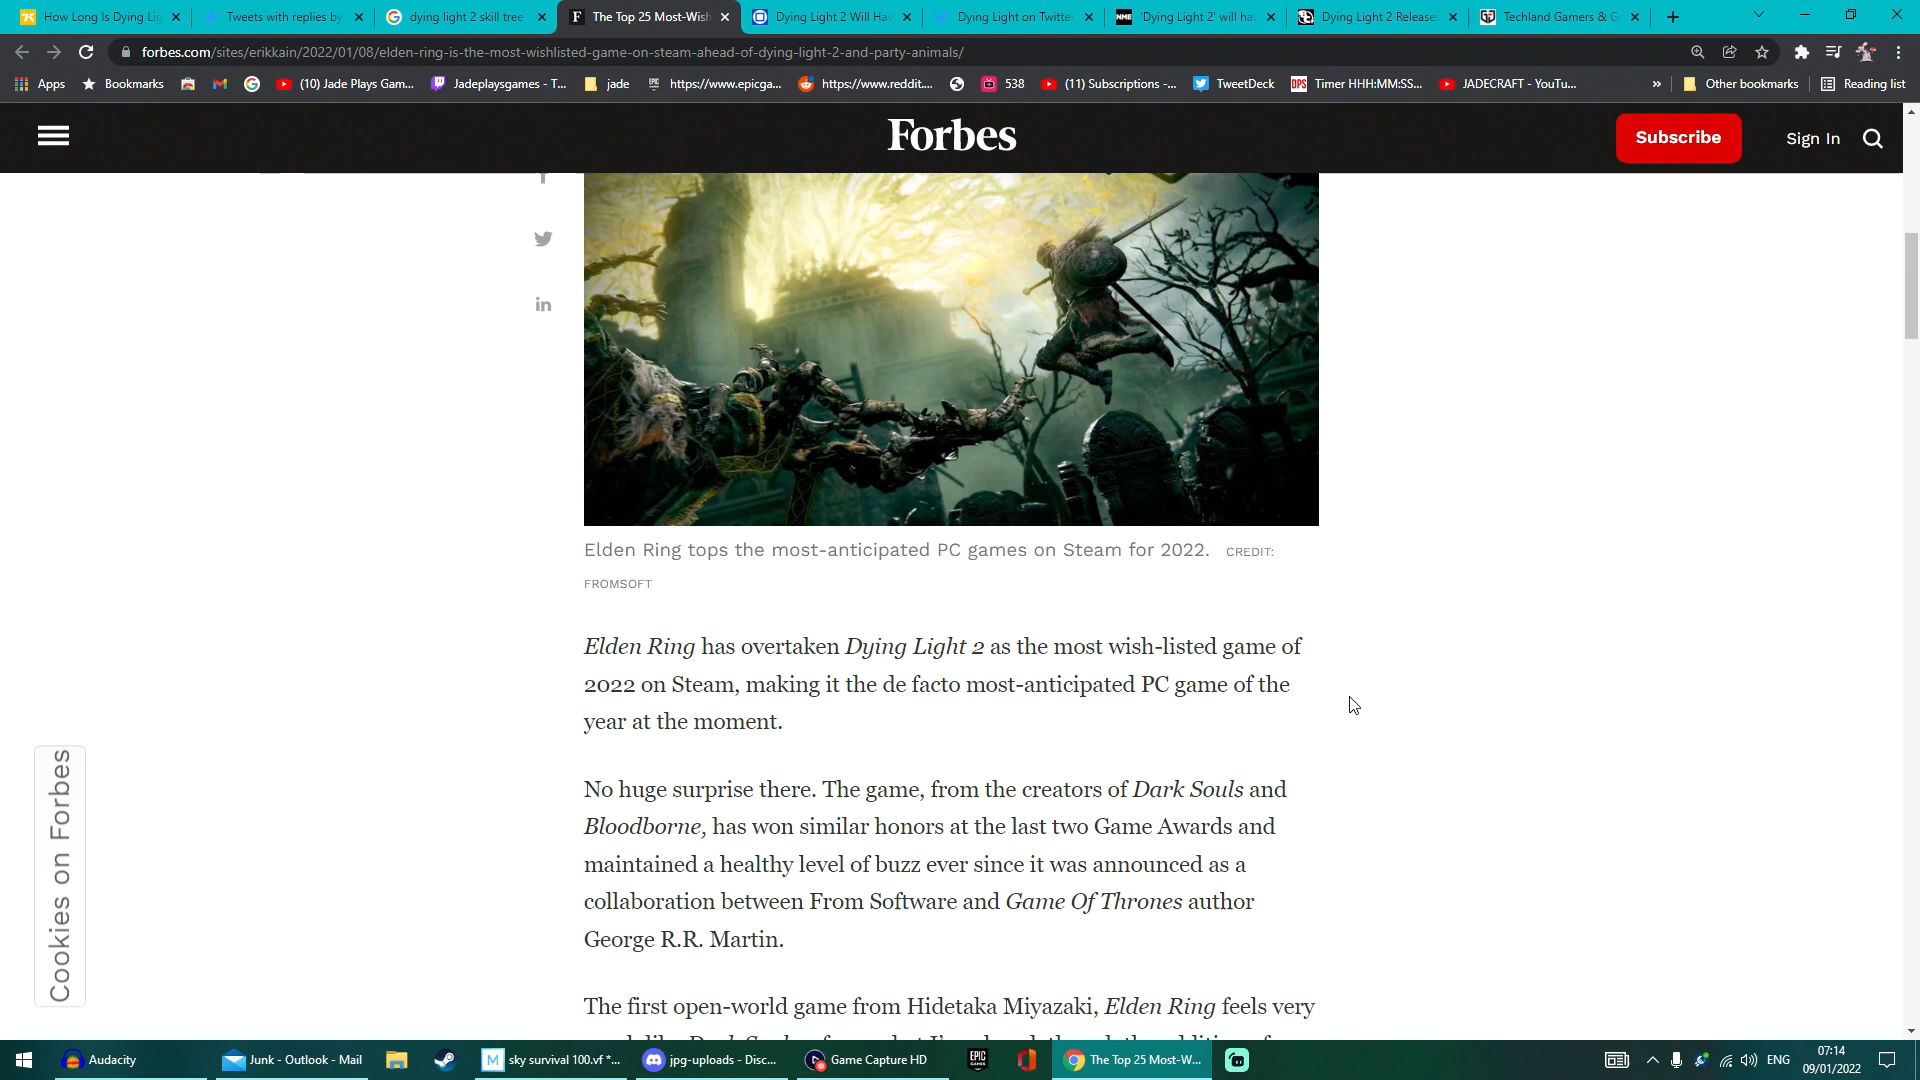 How Long Is Dying Lig
Tweets with replies by
dying light 2 skill tree
The Top 25 Most-Wish
Dying Light 2 Will Hav
Dying Light on Twitter
'Dying Light 2' will hav
Dying Light 2 Releases
Techland Gamers & G
forbes.com/sites/erikkain/2022/01/08/elden-ring-is-the-most-wishlisted-game-on-steam-ahead-of-dying-light-2-and-party-animals/
Apps
Bookmarks
(10) Jade Plays Gam...
Jadeplaysgames - T...
jade
https://www.epicga...
https://www.reddit....
538
(11) Subscriptions -...
TweetDeck
DPS
Timer HHH:MM:SS...
JADECRAFT - YouTu...
»
Other bookmarks
Reading list
Forbes
Subscribe
Sign In
Elden Ring tops the most-anticipated PC games on Steam for 2022. CREDIT:
FROMSOFT
Elden Ring has overtaken Dying Light 2 as the most wish-listed game of
2022 on Steam, making it the de facto most-anticipated PC game of the
year at the moment.
No huge surprise there. The game, from the creators of Dark Souls and
Bloodborne, has won similar honors at the last two Game Awards and
maintained a healthy level of buzz ever since it was announced as a
collaboration between From Software and Game Of Thrones author
George R.R. Martin.
The first open-world game from Hidetaka Miyazaki, Elden Ring feels very
Cookies on Forbes
Audacity
Junk - Outlook - Mail
sky survival 100.vf *...
jpg-uploads - Disc...
Game Capture HD
EPIC GAMES
The Top 25 Most-W...
ENG
07:14
09/01/2022